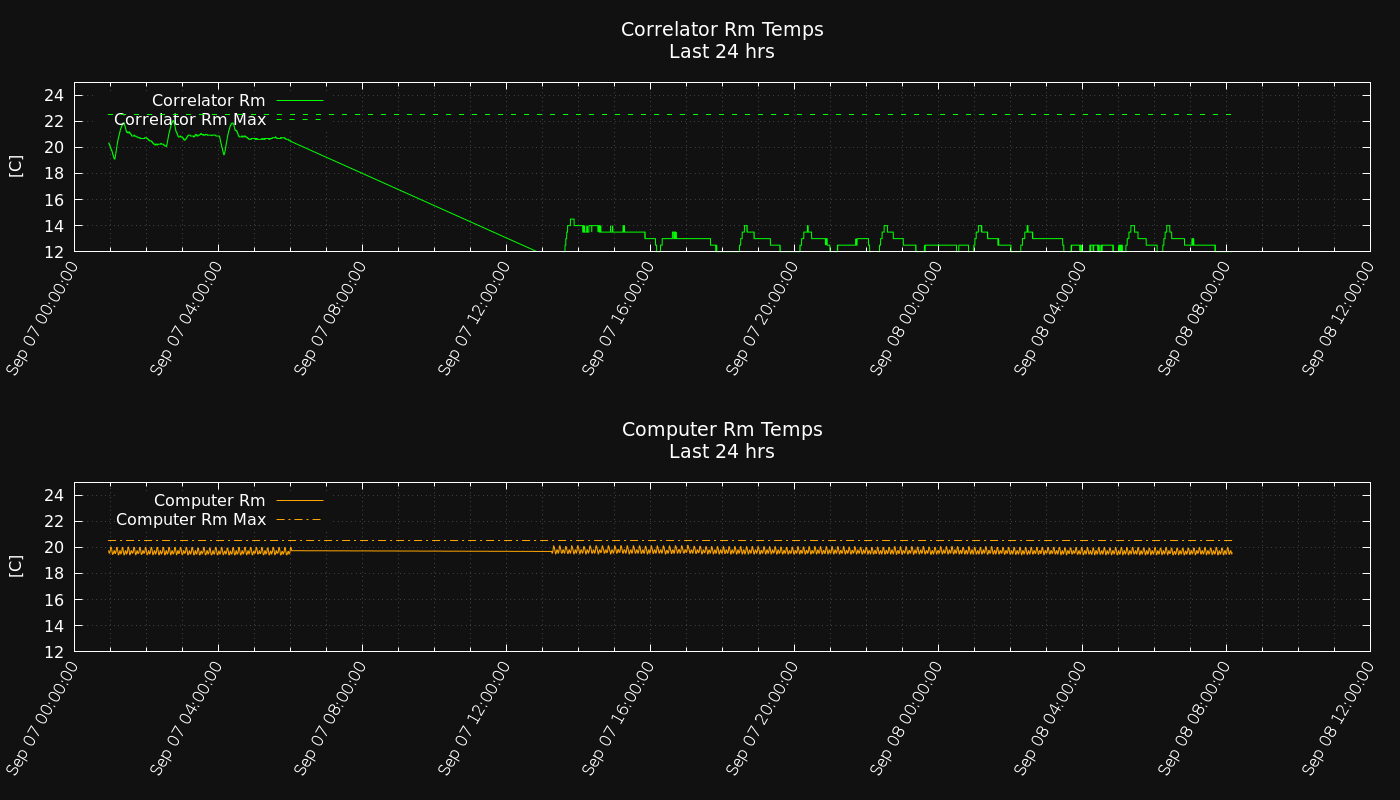 Correlator Rm Temps
Last 24 hrs
Correlator Rm
Correlator Rm Max
[C]
24
22
20
18
16
14
12
Sep 07 00:00:00
Sep 07 04:00:00
Sep 07 08:00:00
Sep 07 12:00:00
Sep 07 16:00:00
Sep 07 20:00:00
Sep 08 00:00:00
Sep 08 04:00:00
Sep 08 08:00:00
Sep 08 12:00:00
Computer Rm Temps
Last 24 hrs
Computer Rm
Computer Rm Max
[C]
24
22
20
18
16
14
12
Sep 07 00:00:00
Sep 07 04:00:00
Sep 07 08:00:00
Sep 07 12:00:00
Sep 07 16:00:00
Sep 07 20:00:00
Sep 08 00:00:00
Sep 08 04:00:00
Sep 08 08:00:00
Sep 08 12:00:00